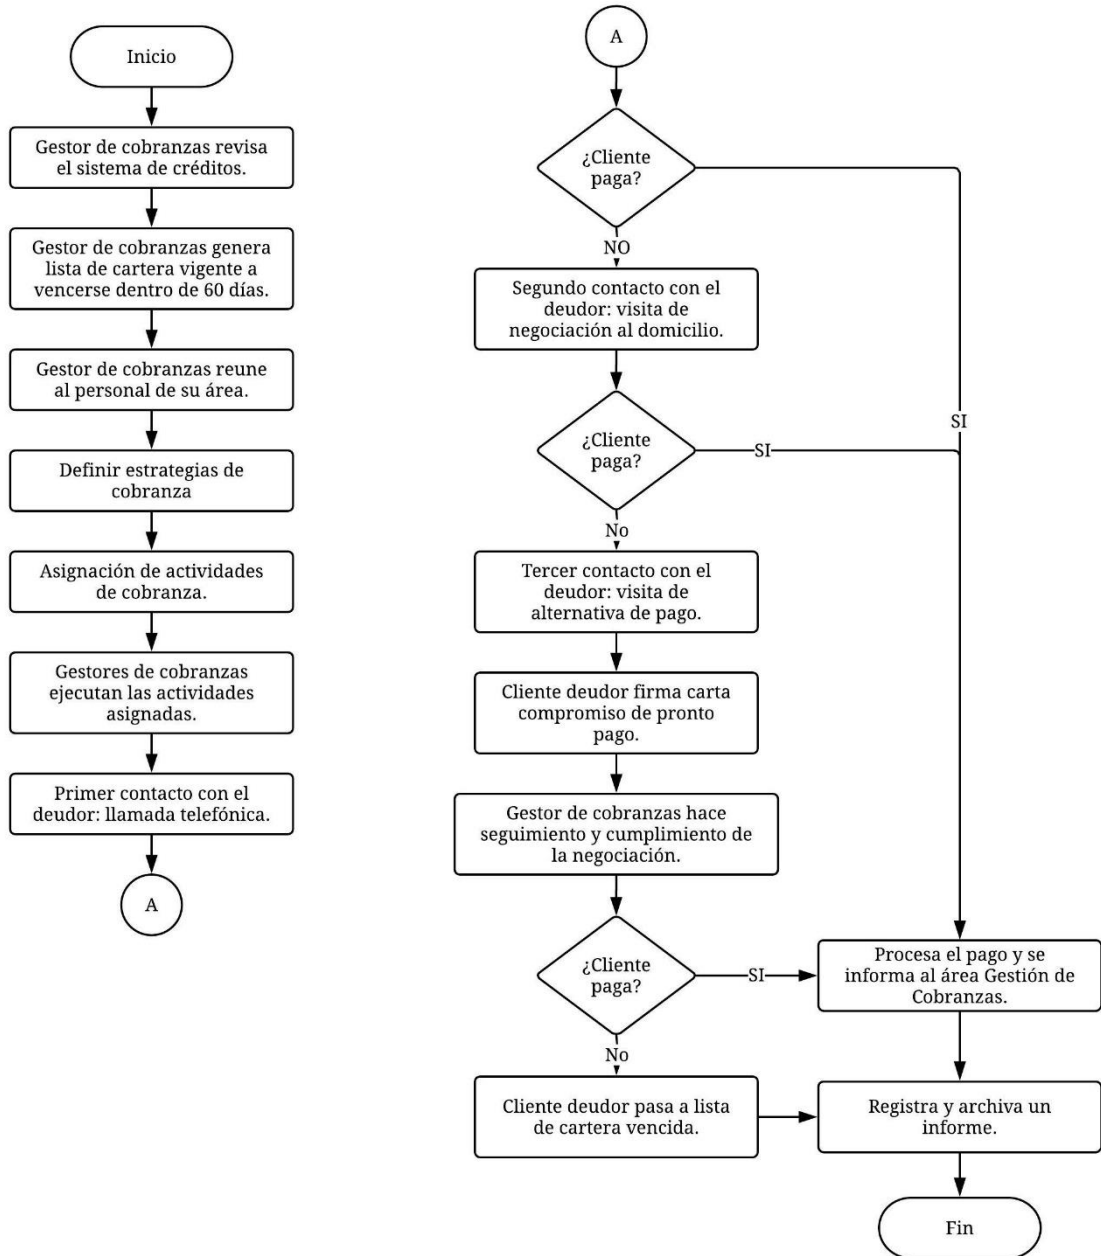 Inicio
Gestor de cobranzas revisa
el sistema de créditos.
Gestor de cobranzas genera
lista de cartera vigente a
vencerse dentro de 60 días.
Gestor de cobranzas reune
al personal de su área.
Definir estrategias de
cobranza
Asignación de actividades
de cobranza.
Gestores de cobranzas
ejecutan las actividades
asignadas.
Primer contacto con el
deudor: llamada telefónica.
A
A
¿Cliente
paga?
NO
Segundo contacto con el
deudor: visita de
negociación al domicilio.
SI
¿Cliente
paga?
SI
No
Tercer contacto con el
deudor: visita de
alternativa de pago.
Cliente deudor firma carta
compromiso de pronto
pago.
Gestor de cobranzas hace
seguimiento y cumplimiento de
la negociación.
¿Cliente
paga?
SI
Procesa el pago y se
informa al área Gestión de
Cobranzas.
No
Cliente deudor pasa a lista
de cartera vencida.
Registra y archiva un
informe.
Fin